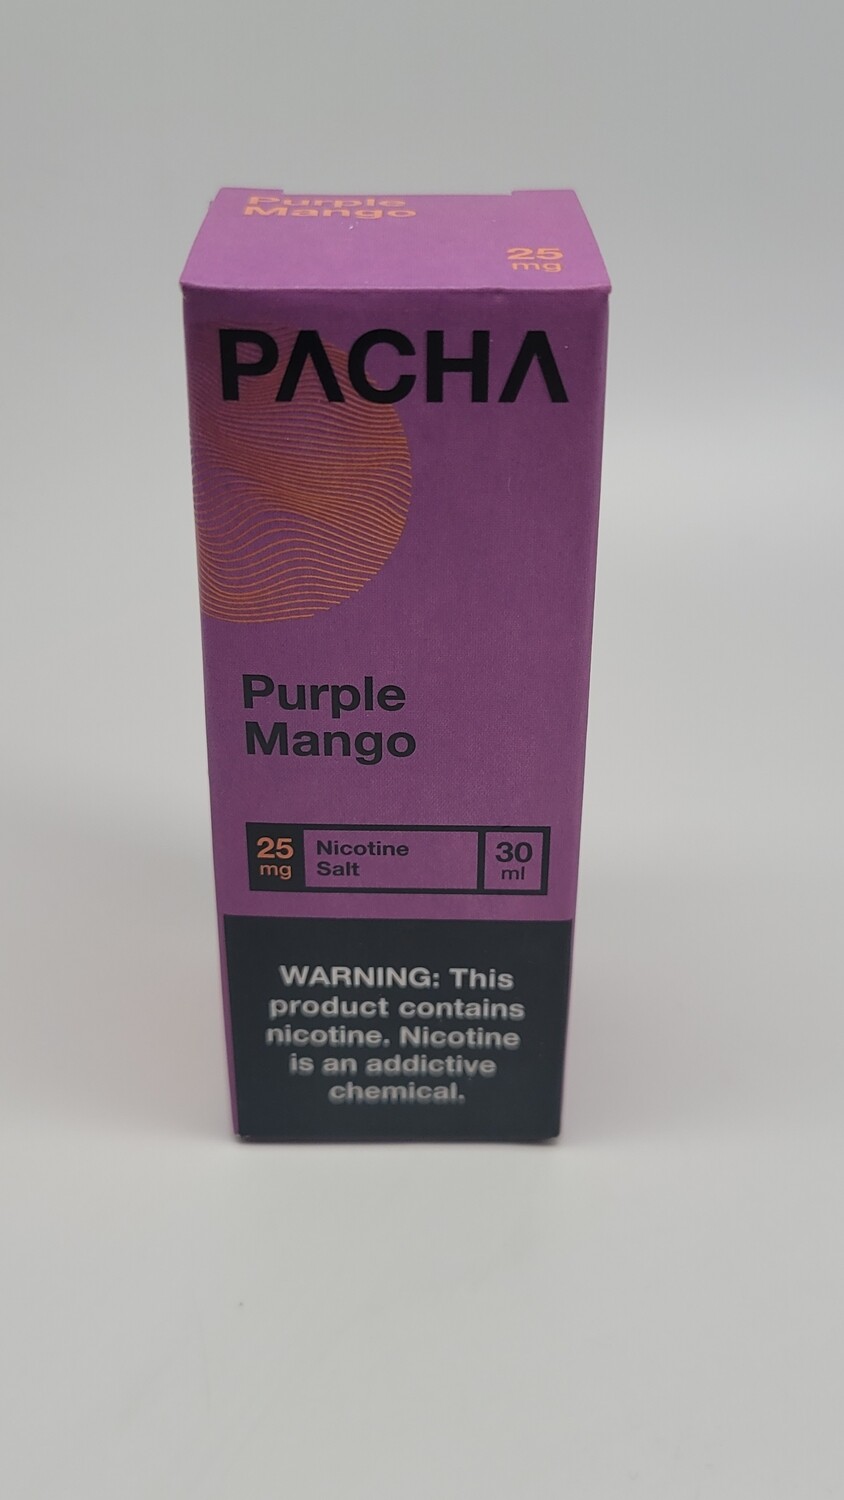 Purple
Mango
25
mg
PACHA
Purple
Mango
25
mg
Nicotine
Salt
30
ml
WARNING: This
product contains
nicotine. Nicotine
is an addictive
chemical.